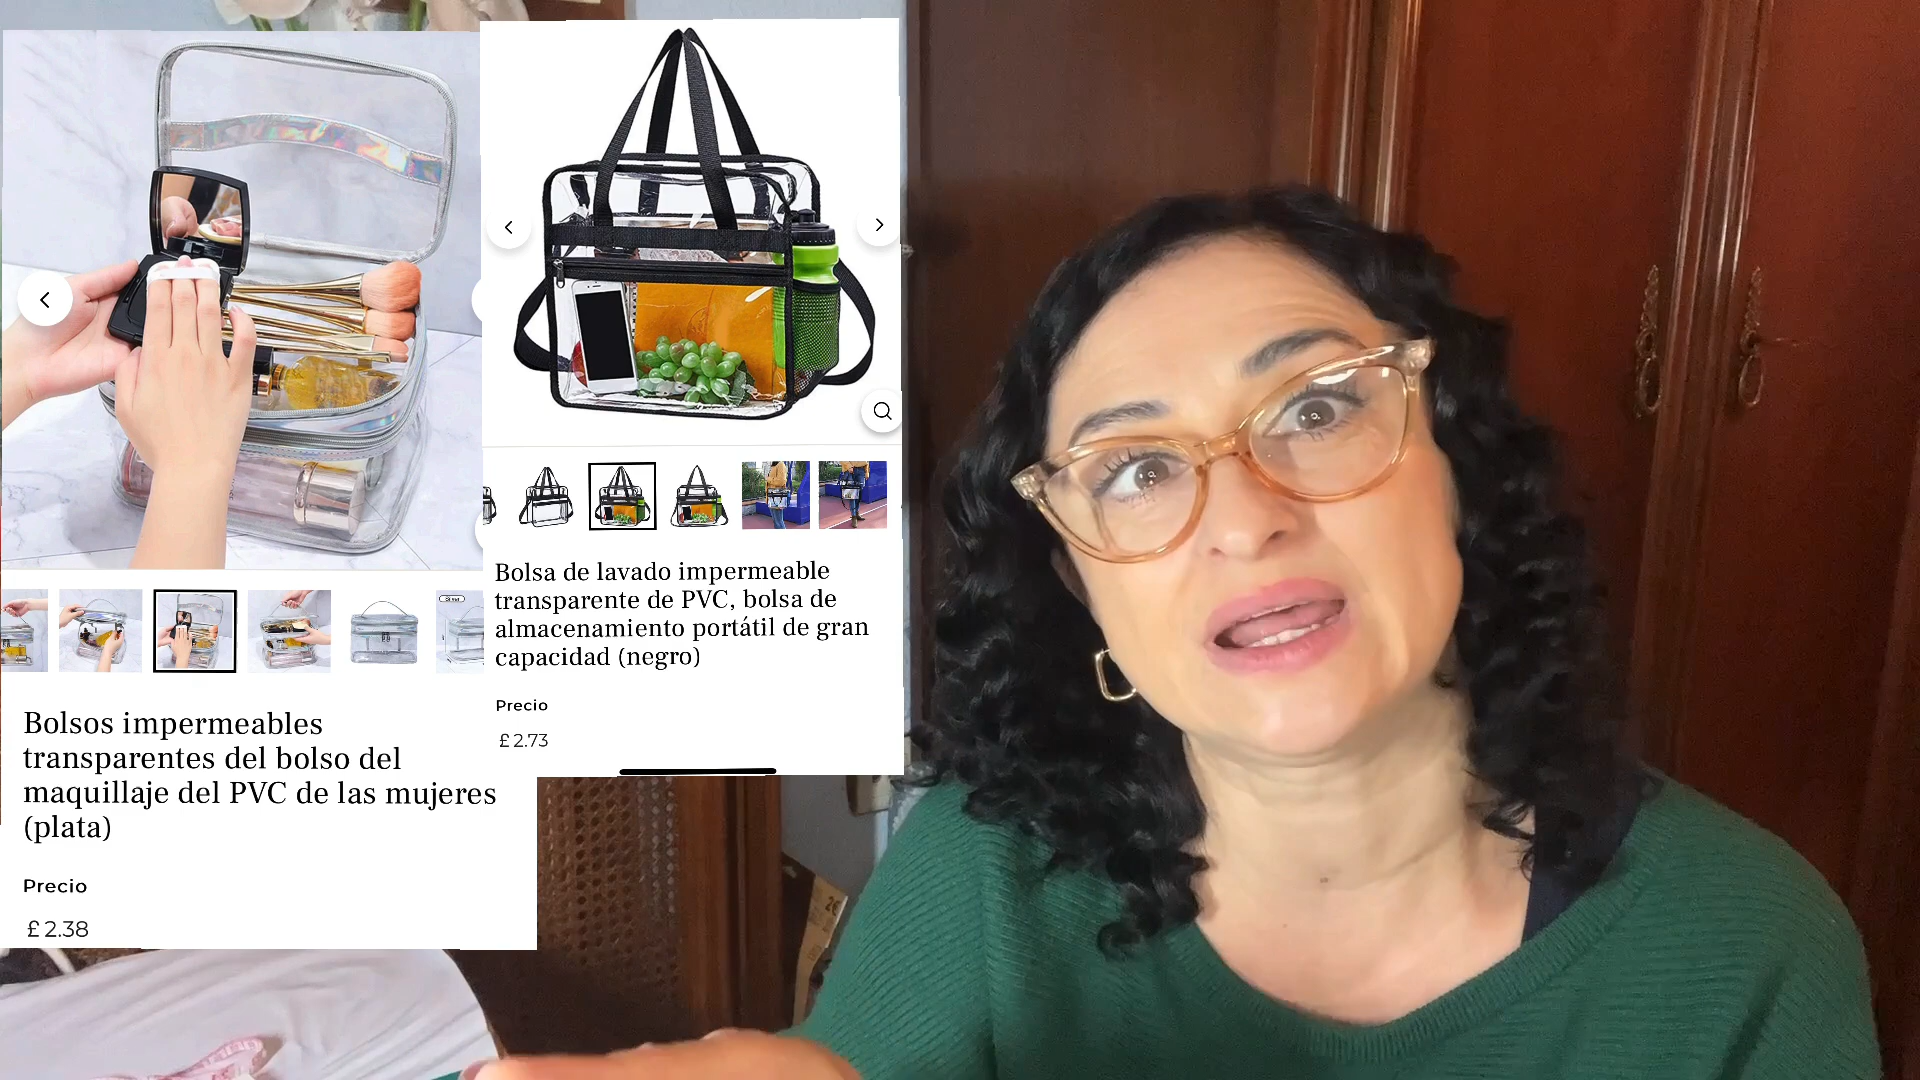 Bolsos impermeables
transparentes del bolso del
maquillaje del PVC de las mujeres
(plata)
Precio
£2.38
Bolsa de lavado impermeable
transparente de PVC, bolsa de
almacenamiento portátil de gran
capacidad (negro)
Precio
£2.73
2€